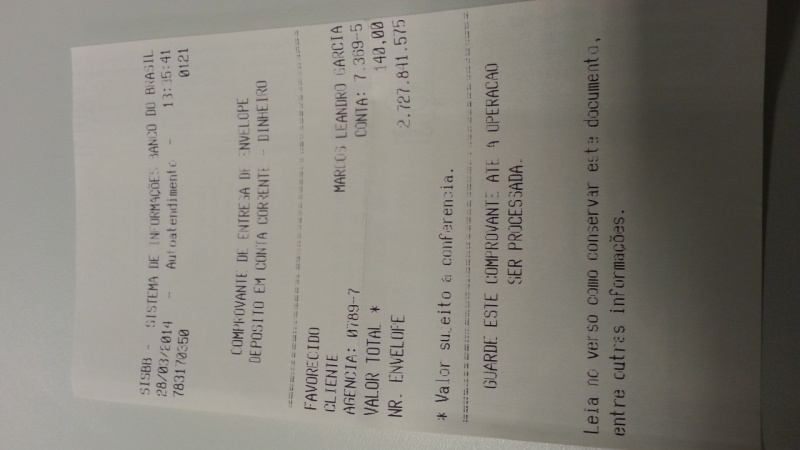 SISBB - SISTEMA DE INFORMAÇÕES BANCO DO BRASIL
28/03/2014 - Autoatendimento - 13:35:41
783170350 0121
COMPROVANTE DE ENTREGA DE ENVELOPE
DEPOSITO EM CONTA CORRENTE - DINHEIRO
FAVORECIDO
CLIENTE MARCOS LEANDRO GARCIA
AGENCIA: 0789-7 CONTA: 7.369-5
VALOR TOTAL * 140,00
NR. ENVELOPE 2.727.841.575
* Valor sujeito a conferencia.
GUARDE ESTE COMPROVANTE ATE A OPERACAO
SER PROCESSADA.
Leia no verso como conservar este documento,
entre outras informações.